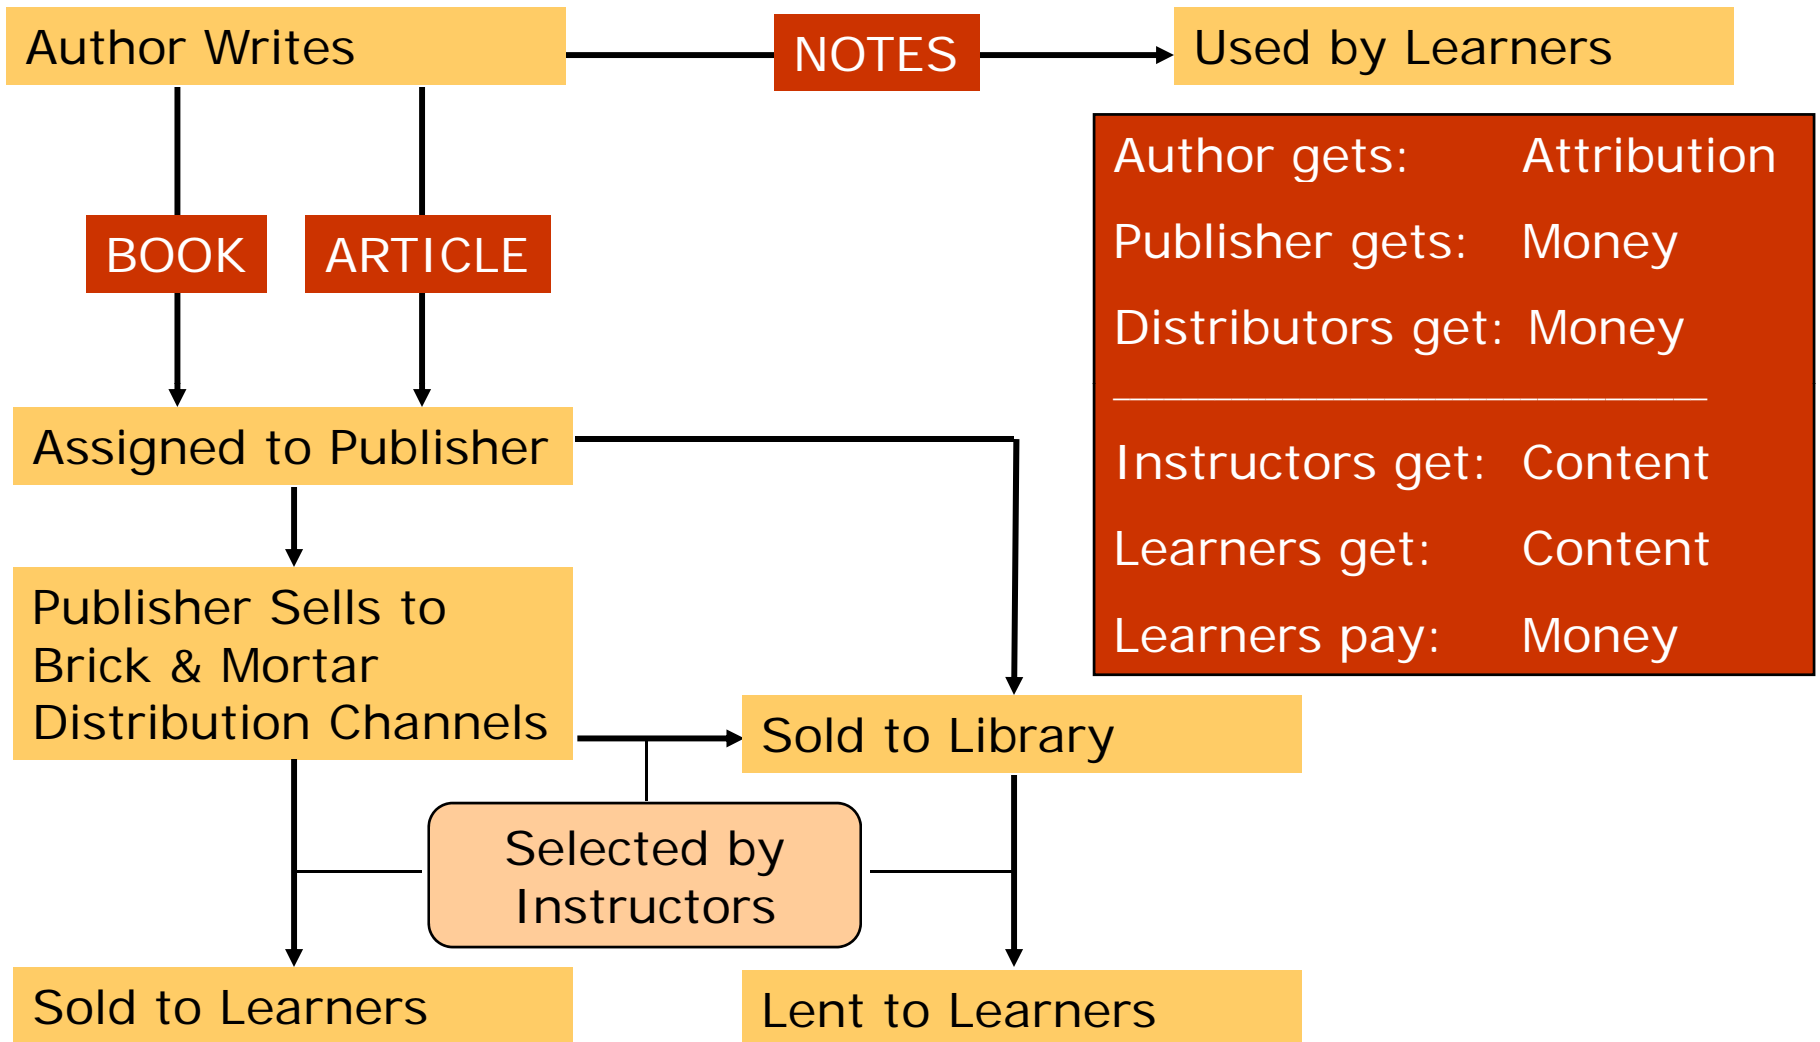 Author Writes
NOTES
Used by Learners
BOOK
ARTICLE
Author gets: Attribution
Publisher gets: Money
Distributors get: Money
Instructors get: Content
Learners get: Content
Learners pay: Money
Assigned to Publisher
Publisher Sells to
Brick & Mortar
Distribution Channels
Sold to Library
Selected by
Instructors
Sold to Learners
Lent to Learners